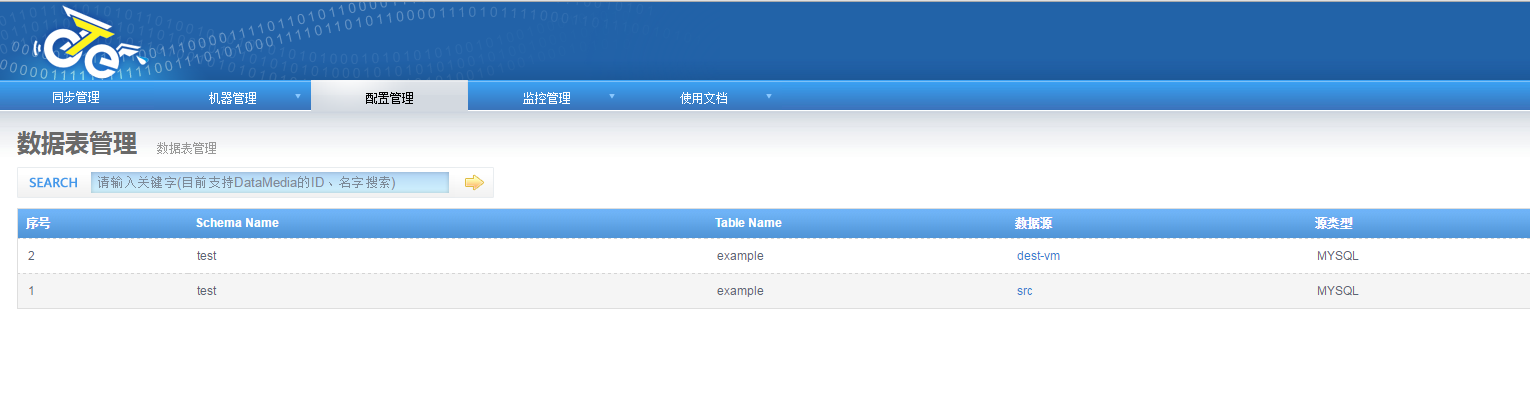 同步管理 机器管理 配置管理 监控管理 使用文档
数据表管理 数据表管理
SEARCH 请输入关键字(目前支持DataMedia的ID、名字搜索)
序号 Schema Name Table Name 数据源 源类型
2 test example dest-vm MYSQL
1 test example src MYSQL